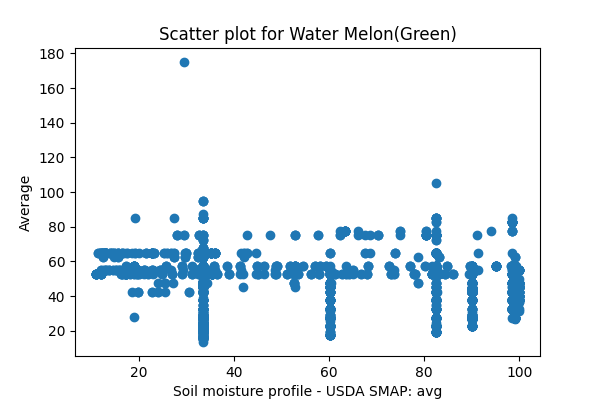 Scatter plot for Water Melon(Green)
180
160
140
120
100
80
60
40
20
Average
20 40 60 80 100
Soil moisture profile - USDA SMAP: avg